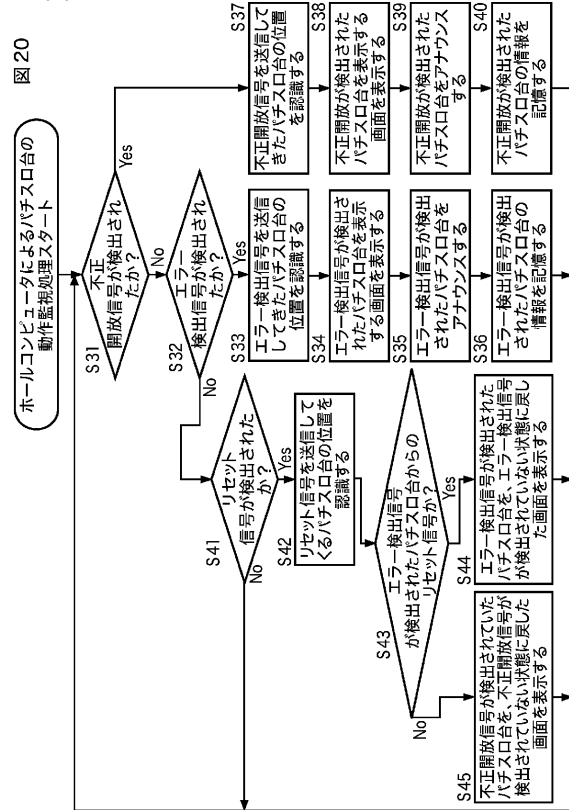 図20
ホールコンピュータによるパチスロ台の
動作監視処理スタート
S31
不正
開放信号が検出され
たか?
Yes
No
S32
エラー
検出信号が検出され
たか?
Yes
No
S33
エラー検出信号を送信
してきたパチスロ台の
位置を認識する
S34
エラー検出信号が検出さ
れたパチスロ台を表示
する画面を表示する
S35
エラー検出信号が検出
されたパチスロ台を
アナウンスする
S36
エラー検出信号が検出
されたパチスロ台の
情報を記憶する
S37
不正開放信号を送信して
きたパチスロ台の位置
を認識する
S38
不正開放が検出された
パチスロ台を表示する
画面を表示する
S39
不正開放が検出された
パチスロ台をアナウンス
する
S40
不正開放が検出された
パチスロ台の情報を
記憶する
S41
リセット
信号が検出された
か?
Yes
No
S42
リセット信号を送信して
くるパチスロ台の位置を
認識する
S43
エラー検出信号
が検出されたパチスロ台からの
リセット信号か?
Yes
No
S44
エラー検出信号が検出された
パチスロ台を、エラー検出信号
が検出されていない状態に戻し
た画面を表示する
S45
不正開放信号が検出されていた
パチスロ台を、不正開放信号が
検出されていない状態に戻した
画面を表示する